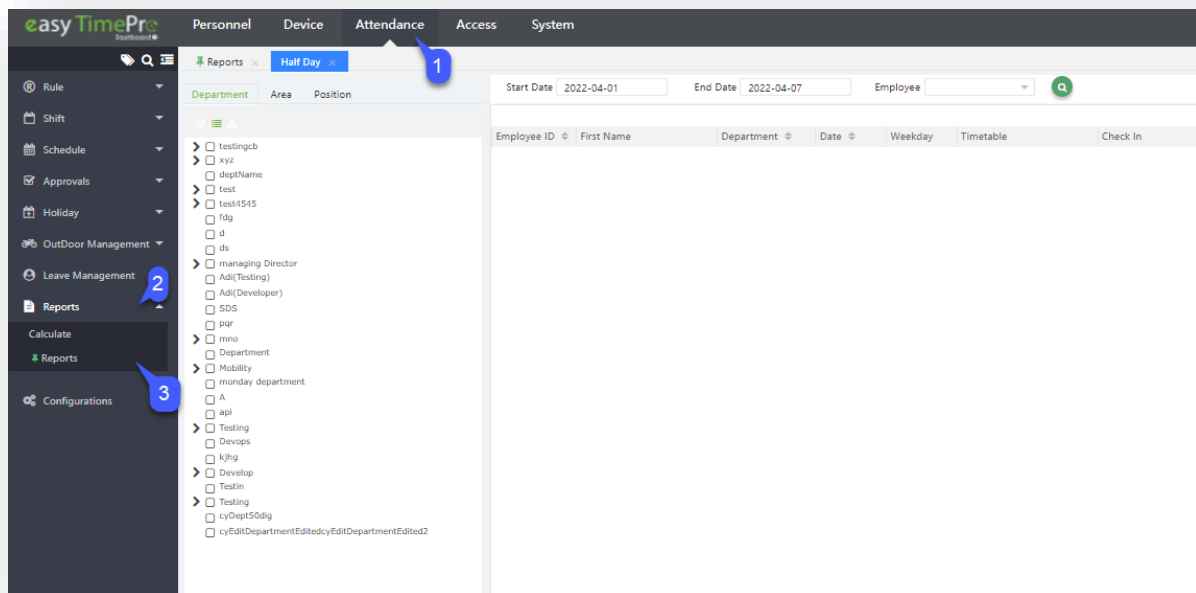 easy TimePro
Dashboard
Personnel Device Attendance Access System
1
Reports × Half Day ×
Rule
Shift
Schedule
Approvals
Holiday
OutDoor Management
Leave Management
2
Reports
Calculate
Reports
3
Configurations
Department Area Position
testingcb
xyz
deptName
test
test4545
fdg
d
ds
managing Director
Adi(Testing)
Adi(Developer)
SDS
pqr
mno
Department
Mobility
monday department
A
api
Testing
Devops
kjhg
Develop
Testin
Testing
cyDept50dig
cyEditDepartmentEditedcyEditDepartmentEdited2
Start Date 2022-04-01 End Date 2022-04-07 Employee
Employee ID First Name Department Date Weekday Timetable Check In